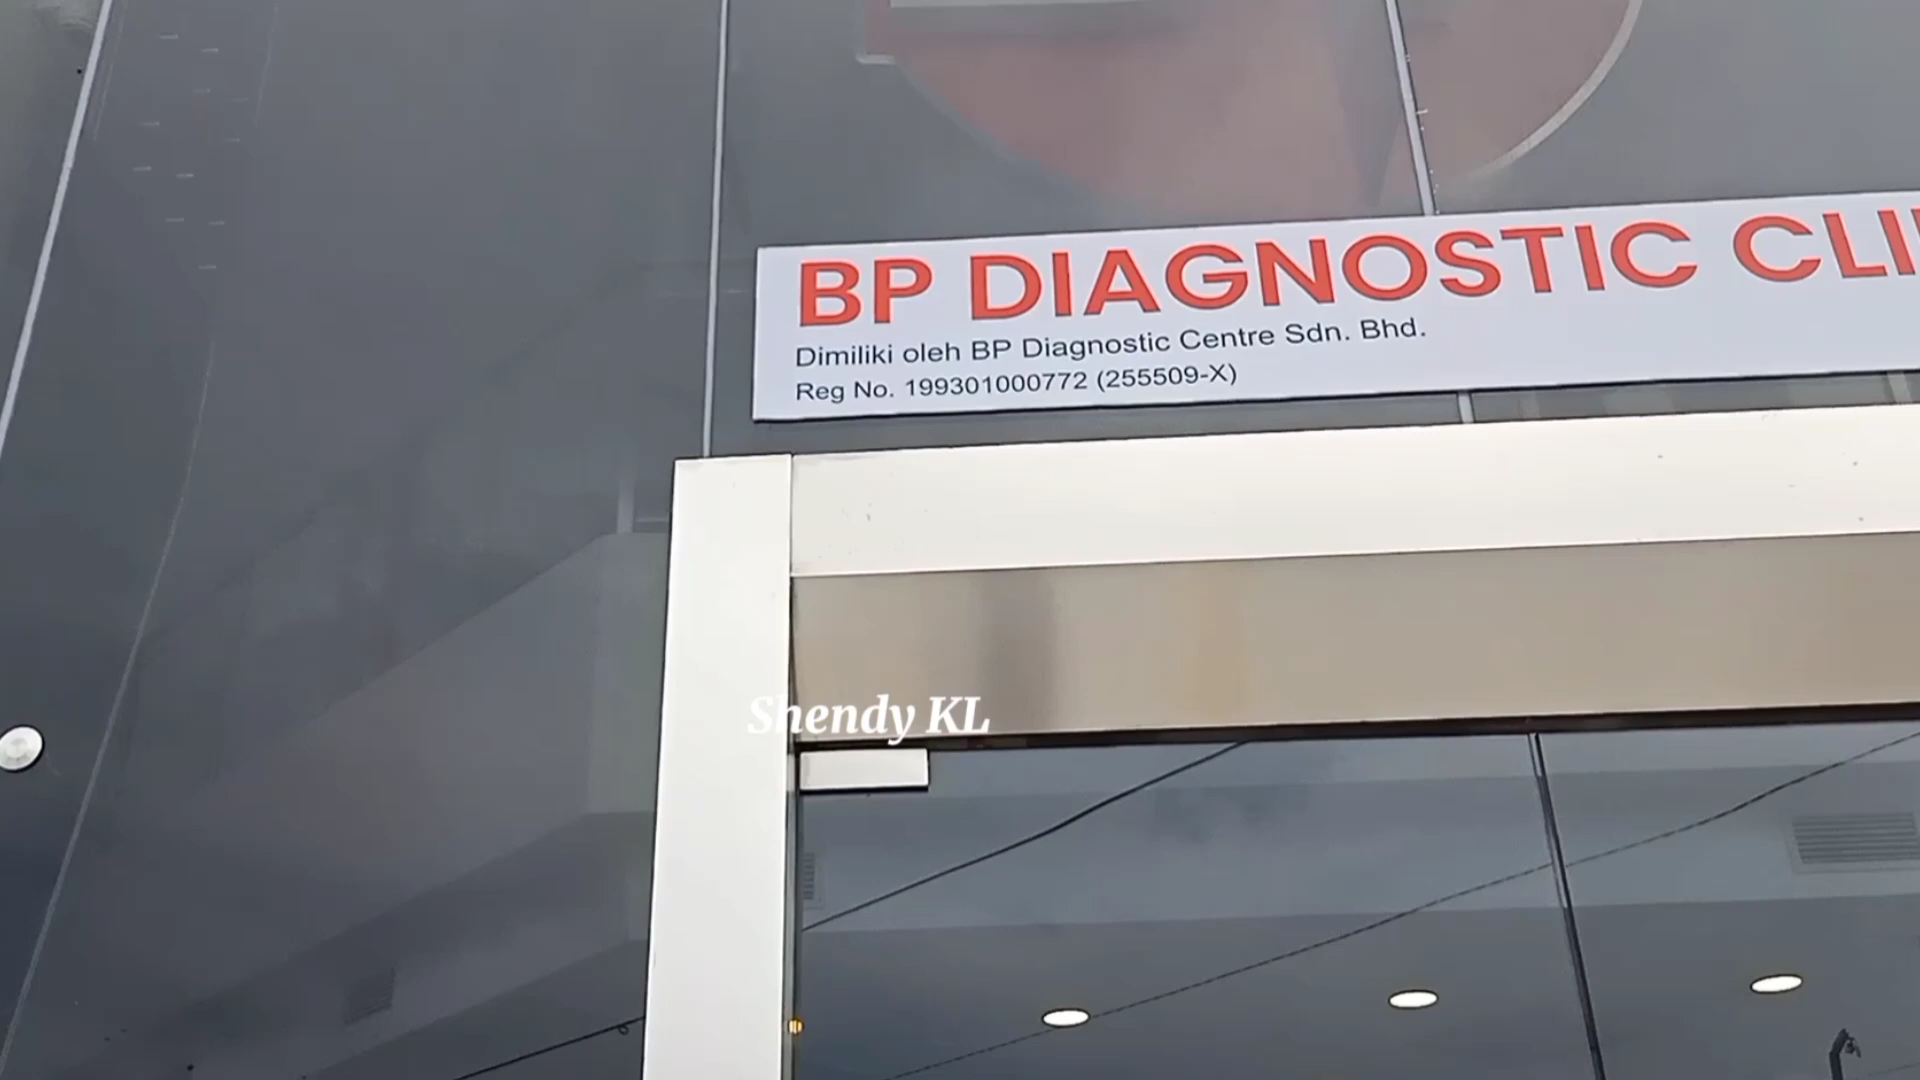 BP DIAGNOSTIC CLI
Dimiliki oleh BP Diagnostic Centre Sdn. Bhd.
Reg No. 199301000772 (255509-X)
Shendy KL